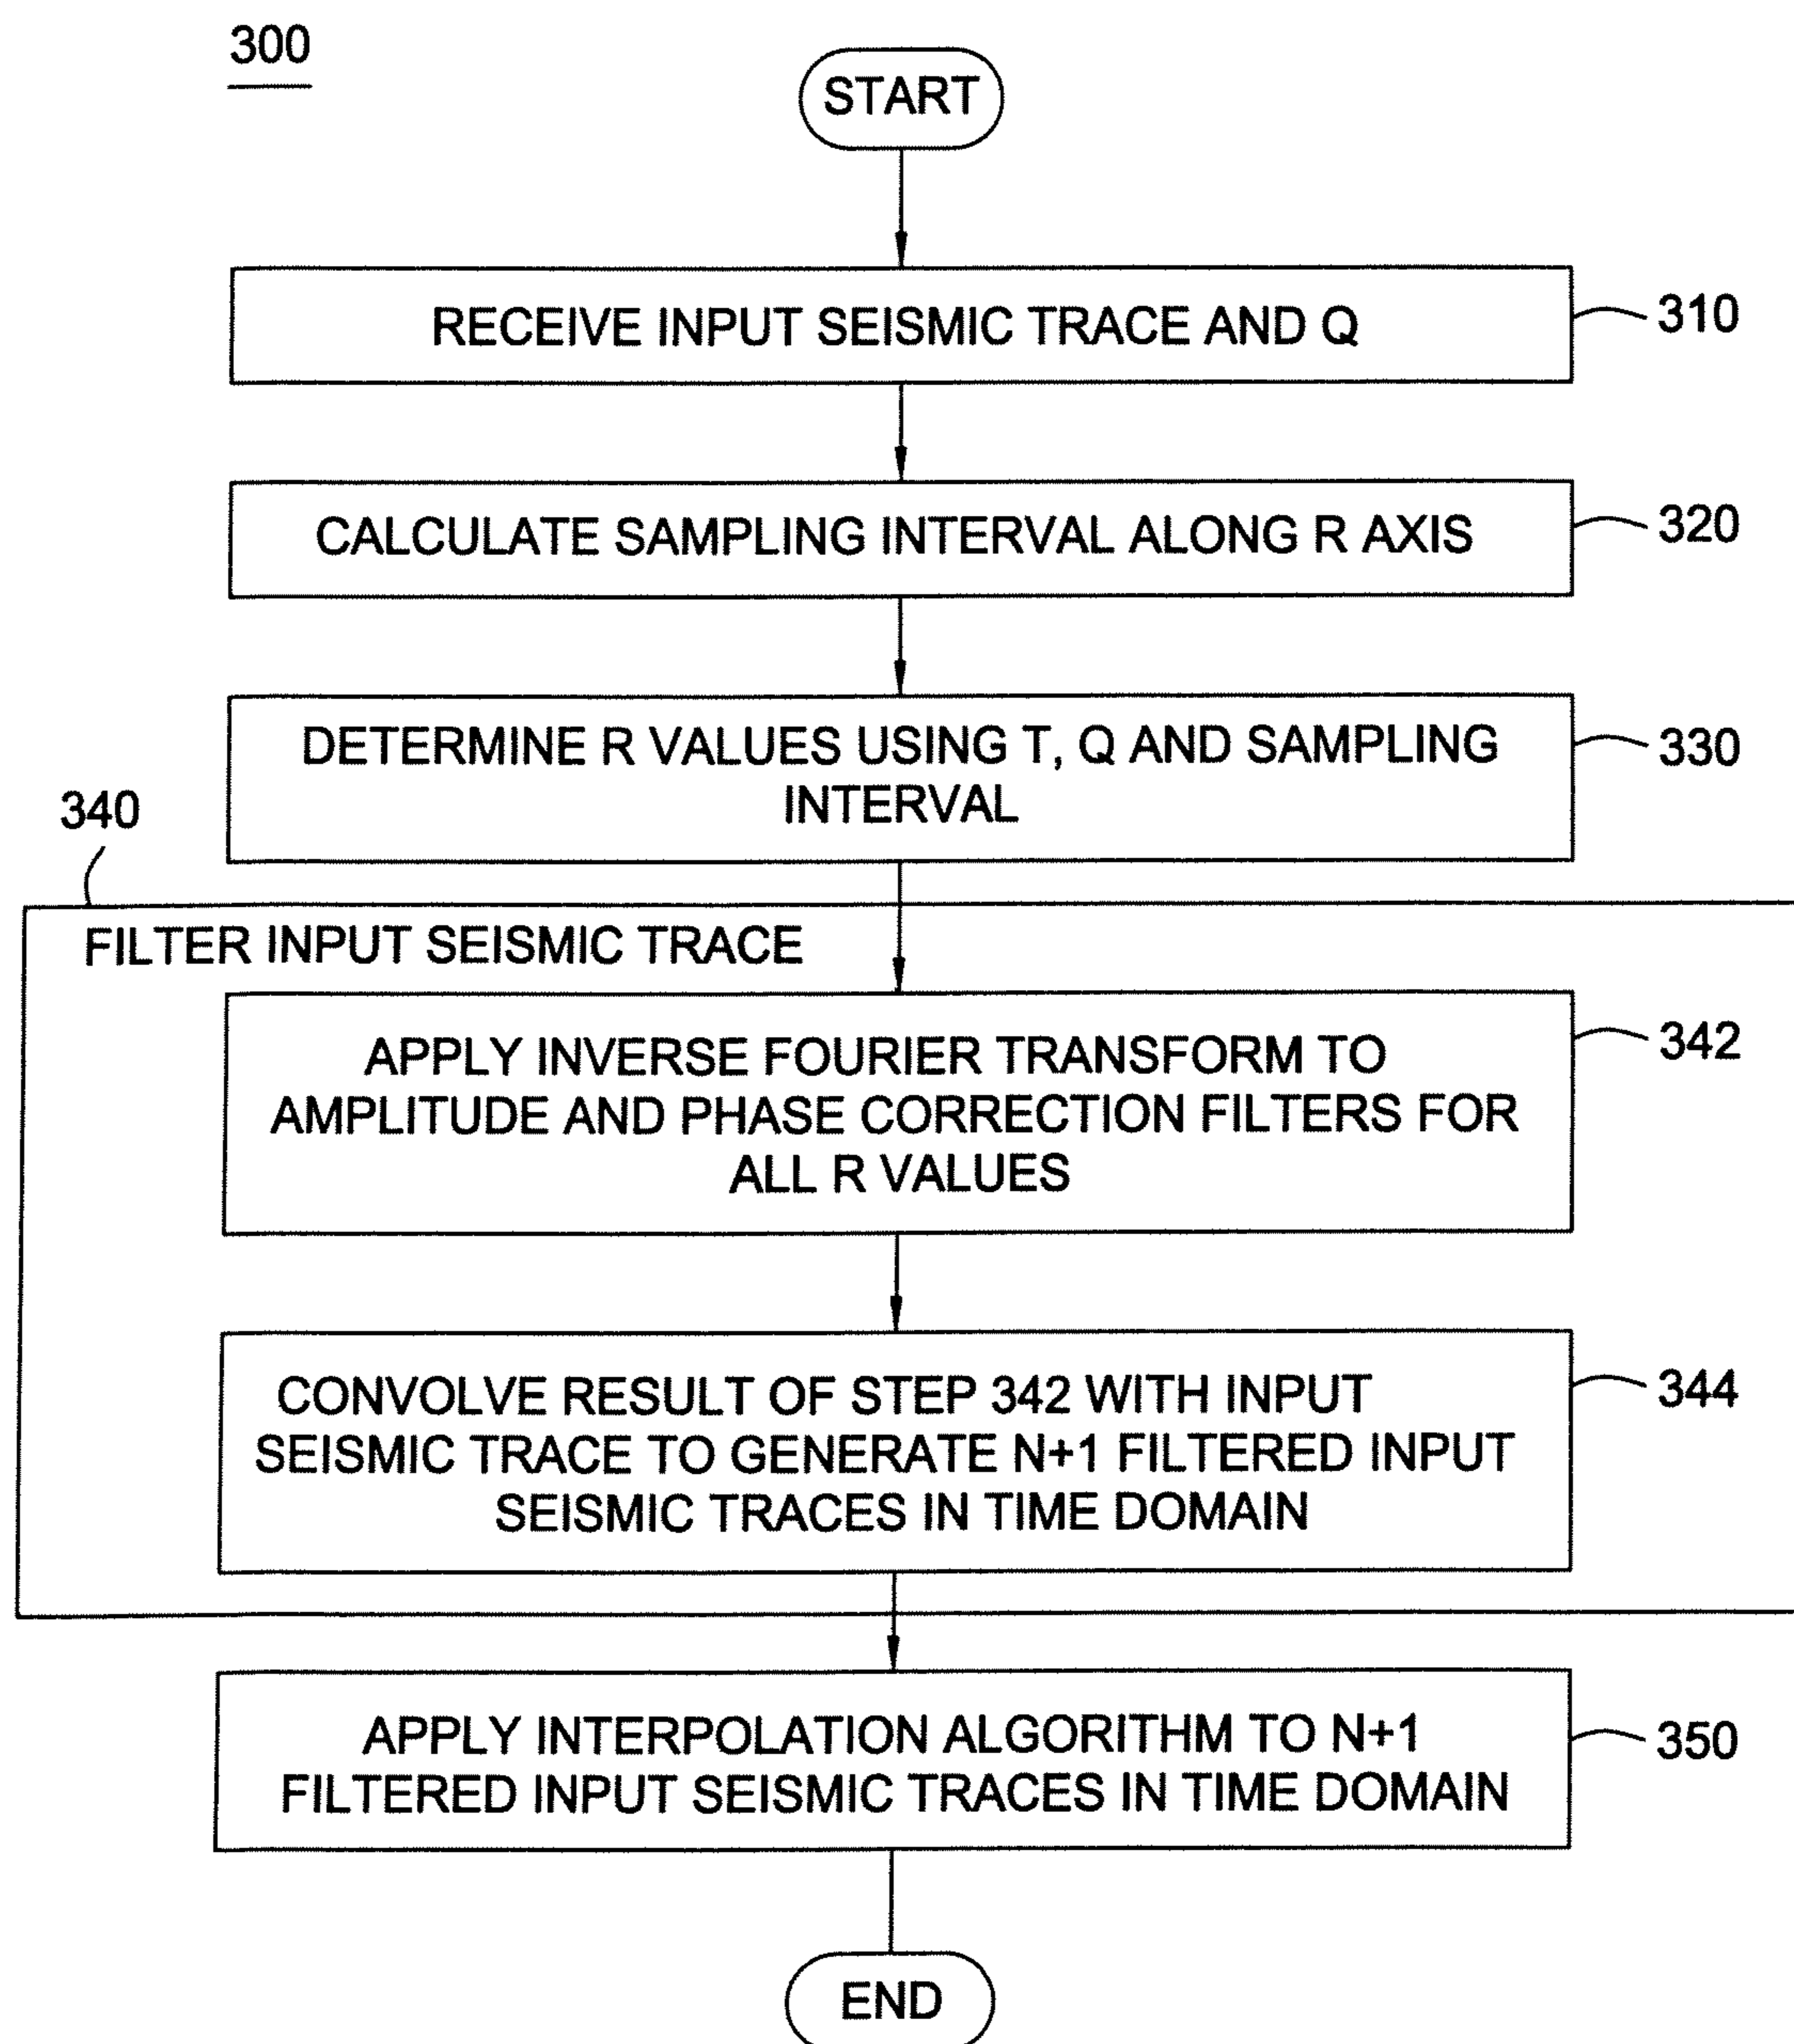 300
START
RECEIVE INPUT SEISMIC TRACE AND Q
310
CALCULATE SAMPLING INTERVAL ALONG R AXIS
320
DETERMINE R VALUES USING T, Q AND SAMPLING
INTERVAL
330
340
FILTER INPUT SEISMIC TRACE
APPLY INVERSE FOURIER TRANSFORM TO
AMPLITUDE AND PHASE CORRECTION FILTERS FOR
ALL R VALUES
342
CONVOLVE RESULT OF STEP 342 WITH INPUT
SEISMIC TRACE TO GENERATE N+1 FILTERED INPUT
SEISMIC TRACES IN TIME DOMAIN
344
APPLY INTERPOLATION ALGORITHM TO N+1
FILTERED INPUT SEISMIC TRACES IN TIME DOMAIN
350
END